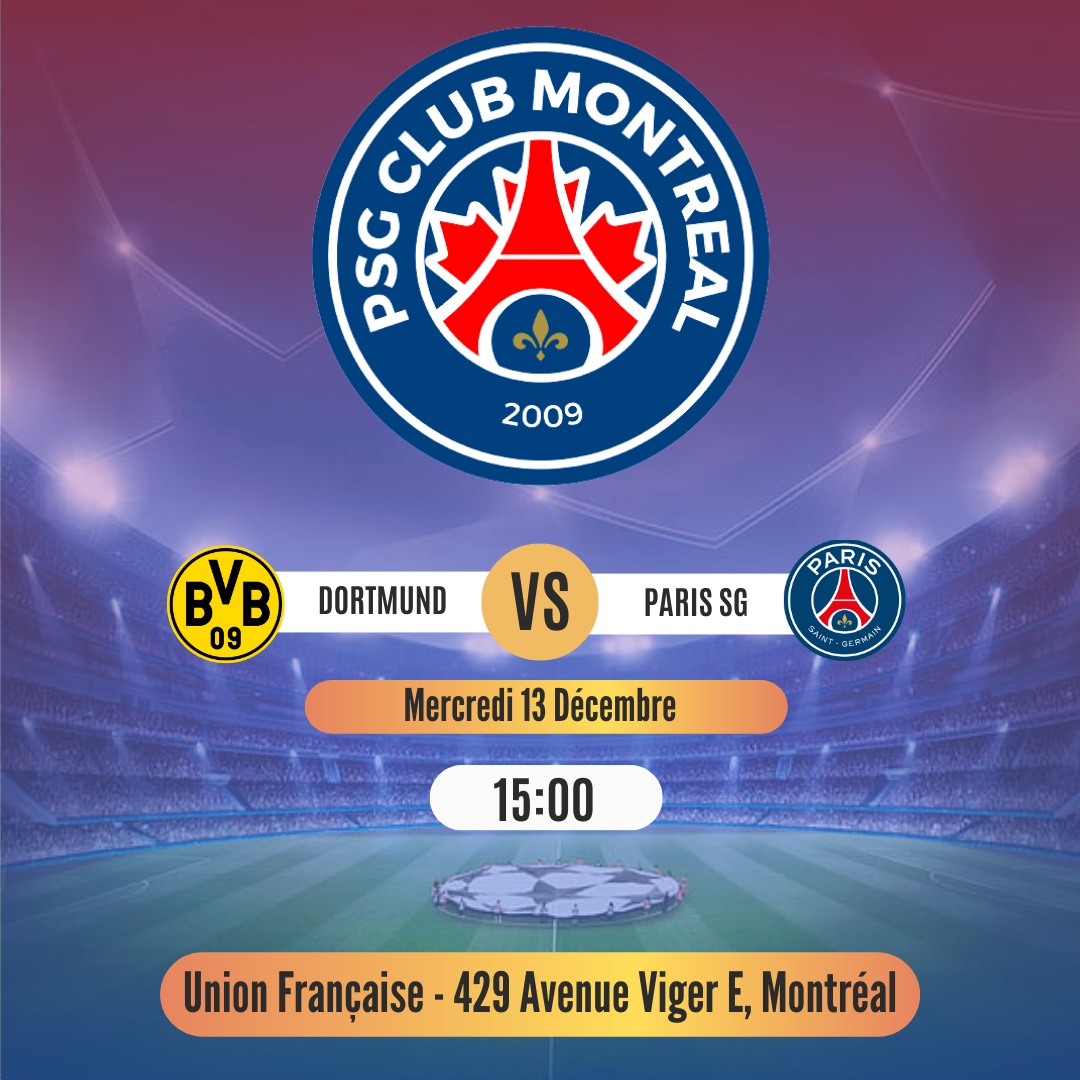 PSG CLUB MONTREAL
2009
BVB
09
DORTMUND
VS
PARIS SG
PARIS
SAINT - GERMAIN
Mercredi 13 Décembre
15:00
Union Française - 429 Avenue Viger E, Montréal